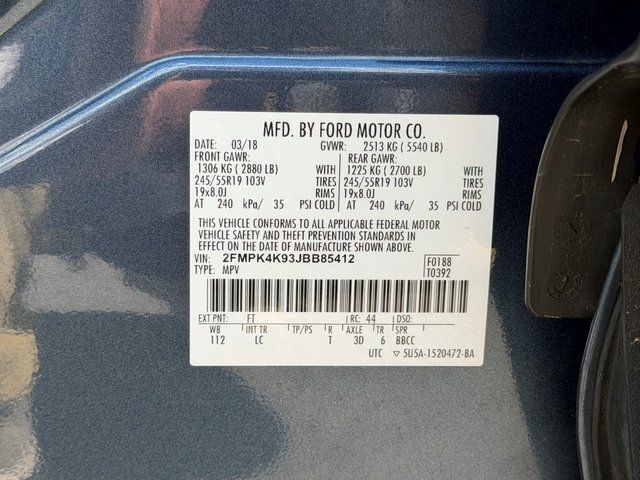 MFD. BY FORD MOTOR CO.
DATE: 03/18 GVWR: 2513 KG ( 5540 LB)
FRONT GAWR: REAR GAWR:
1306 KG ( 2880 LB) WITH 1225 KG ( 2700 LB) WITH
245/55R19 103V TIRES 245/55R19 103V TIRES
19x8.0J RIMS 19x8.0J RIMS
AT 240 kPa/ 35 PSI COLD AT 240 kPa/ 35 PSI COLD
THIS VEHICLE CONFORMS TO ALL APPLICABLE FEDERAL MOTOR
VEHICLE SAFETY AND THEFT PREVENTION STANDARDS IN
EFFECT ON THE DATE OF MANUFACTURE SHOWN ABOVE.
VIN: 2FMPK4K93JBB85412 F0188
TYPE: MPV T0392
EXT PNT: FT RC: 44 DSO:
WB INT TR TP/PS R AXLE TR SPR
112 LC T 3D 6 BBCC
UTC ▽ 5U5A-1520472-BA